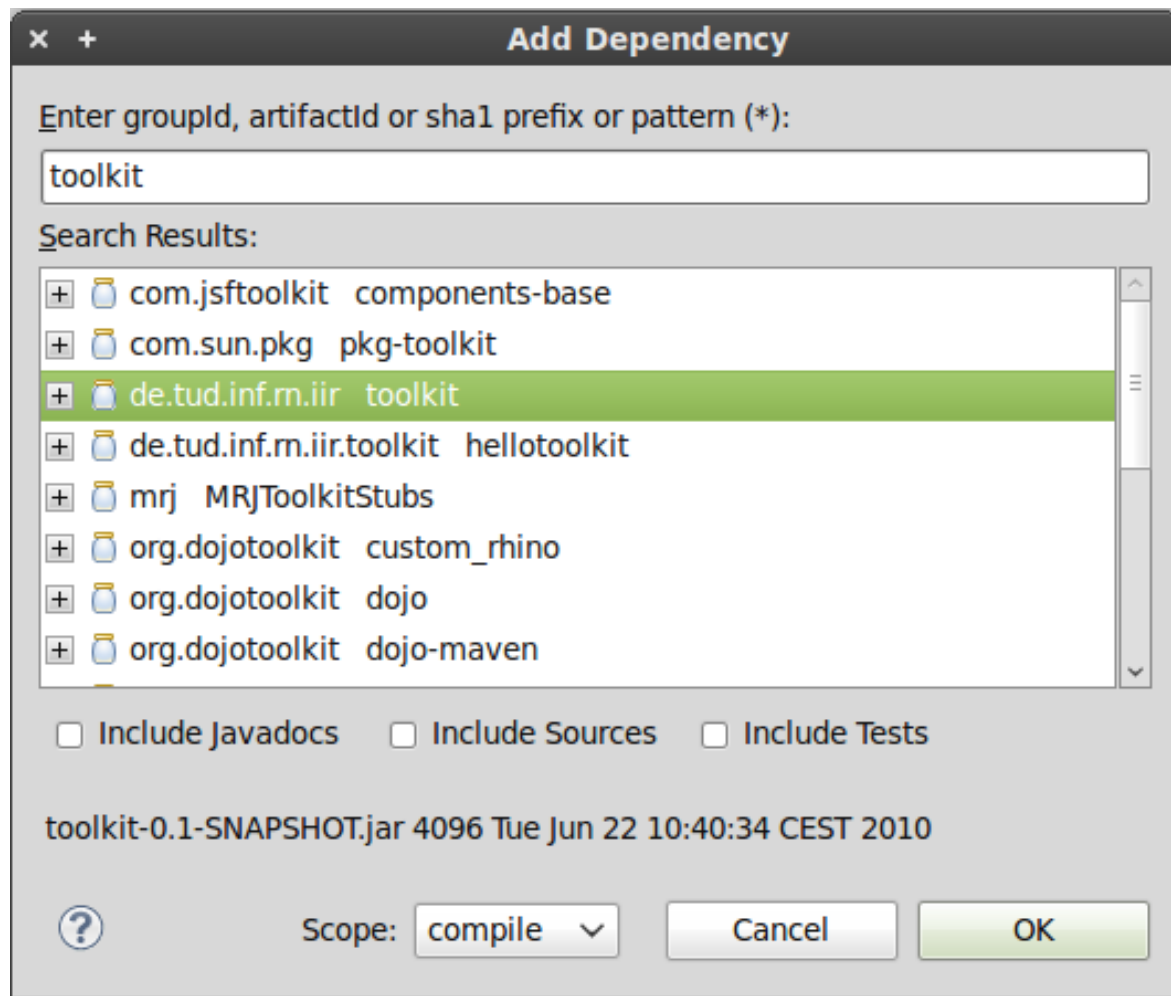 Add Dependency
Enter groupId, artifactId or sha1 prefix or pattern (*):
toolkit
Search Results:
com.jsftoolkit components-base
com.sun.pkg pkg-toolkit
de.tud.inf.rn.iir toolkit
de.tud.inf.rn.iir.toolkit hellotoolkit
mrj MRJToolkitStubs
org.dojotoolkit custom_rhino
org.dojotoolkit dojo
org.dojotoolkit dojo-maven
Include Javadocs Include Sources Include Tests
toolkit-0.1-SNAPSHOT.jar 4096 Tue Jun 22 10:40:34 CEST 2010
Scope: compile Cancel OK